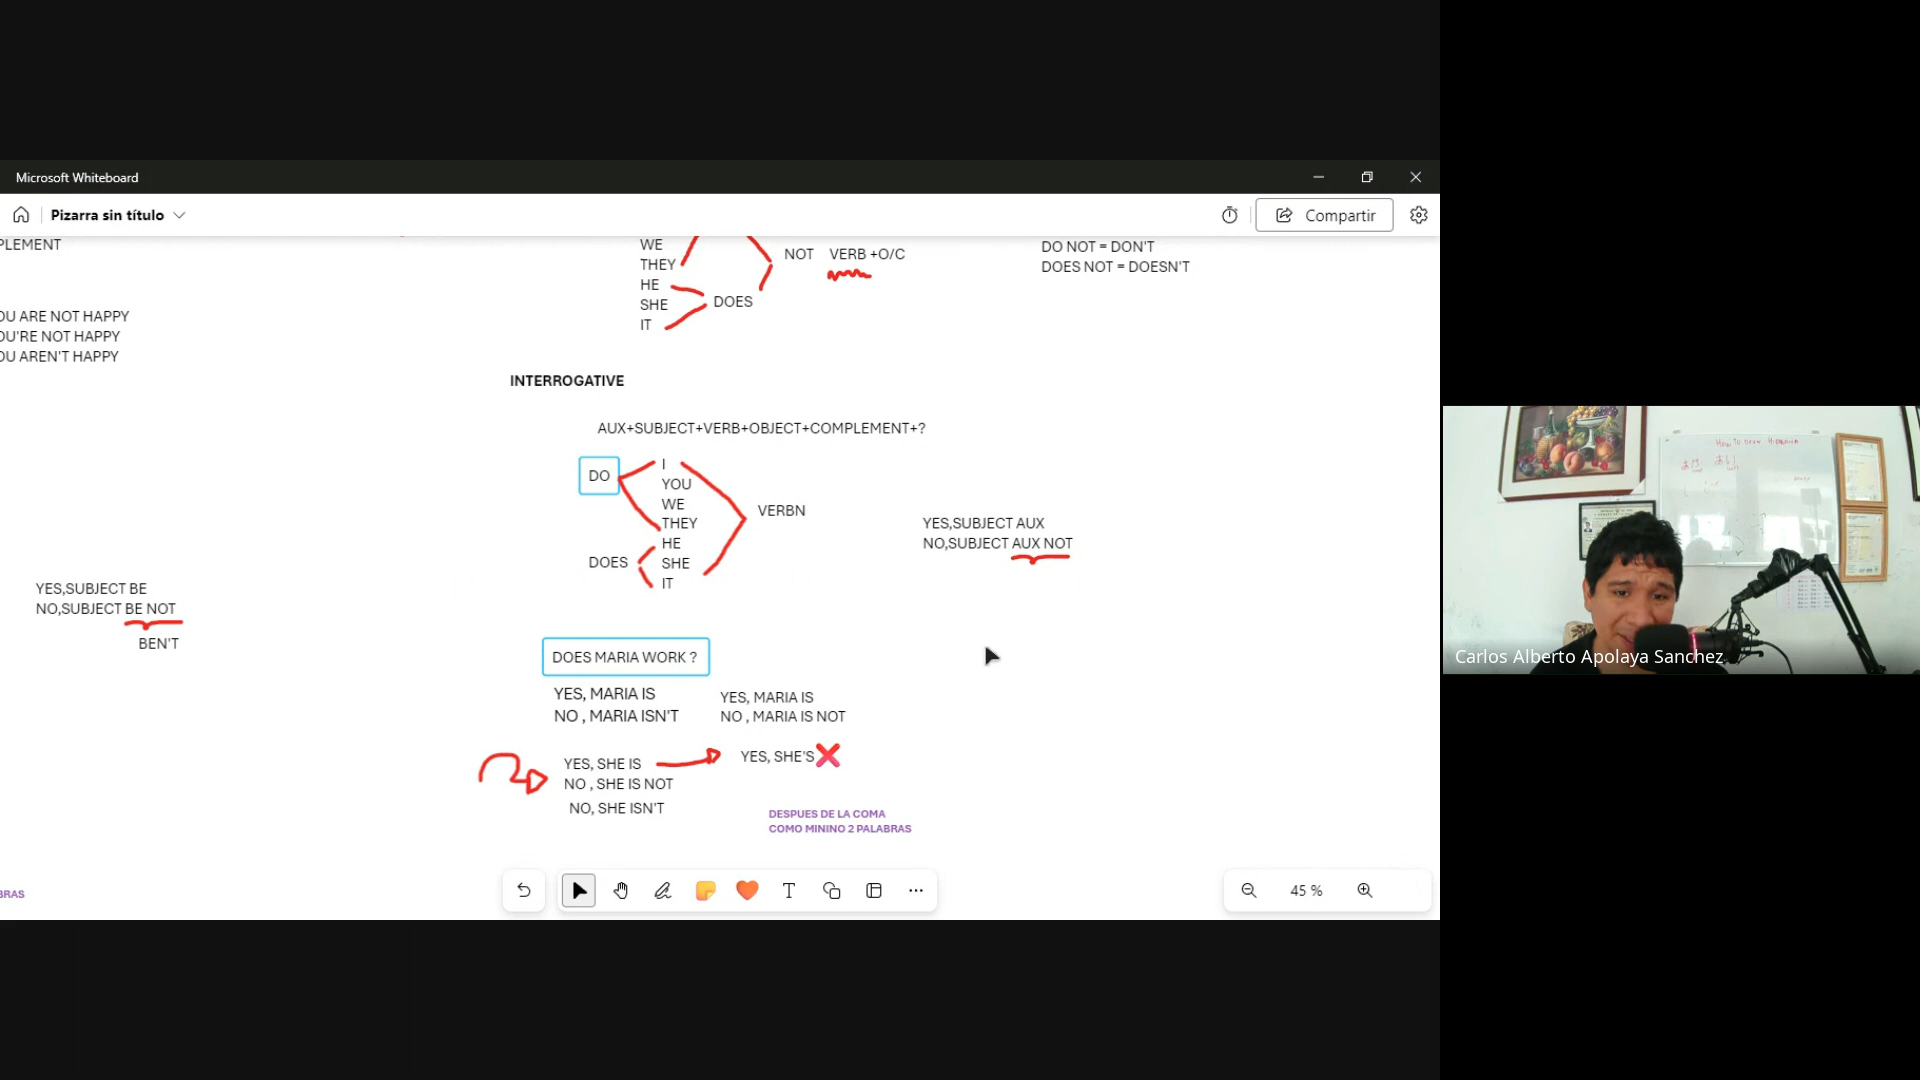 Microsoft Whiteboard
Pizarra sin título
Compartir
PLEMENT
OU ARE NOT HAPPY
OU'RE NOT HAPPY
OU AREN'T HAPPY
YES,SUBJECT BE
NO,SUBJECT BE NOT
BEN'T
BRAS
WE
THEY
HE
SHE
IT
DOES
NOT VERB +O/C
DO NOT = DON'T
DOES NOT = DOESN'T
INTERROGATIVE
AUX+SUBJECT+VERB+OBJECT+COMPLEMENT+?
DO
DOES
I
YOU
WE
THEY
HE
SHE
IT
VERBN
YES,SUBJECT AUX
NO,SUBJECT AUX NOT
DOES MARIA WORK ?
YES, MARIA IS
NO , MARIA ISN'T
YES, MARIA IS
NO , MARIA IS NOT
YES, SHE IS
NO , SHE IS NOT
NO, SHE ISN'T
YES, SHE'S
DESPUES DE LA COMA
COMO MININO 2 PALABRAS
45 %
HOW TO
Carlos Alberto Apolaya Sanchez